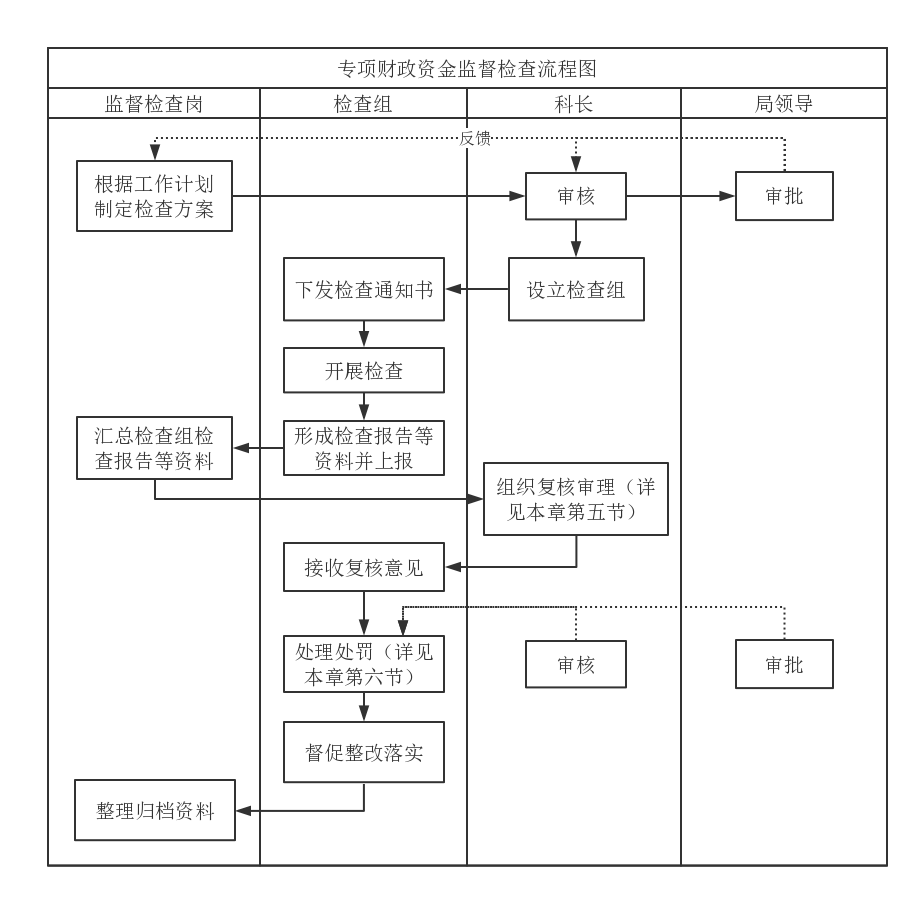 专项财政资金监督检查流程图
监督检查岗
检查组
科长
局领导
反馈
根据工作计划
制定检查方案
审核
审批
下发检查通知书
设立检查组
开展检查
汇总检查组检
查报告等资料
形成检查报告等
资料并上报
组织复核审理（详
见本章第五节）
接收复核意见
处理处罚（详见
本章第六节）
审核
审批
督促整改落实
整理归档资料